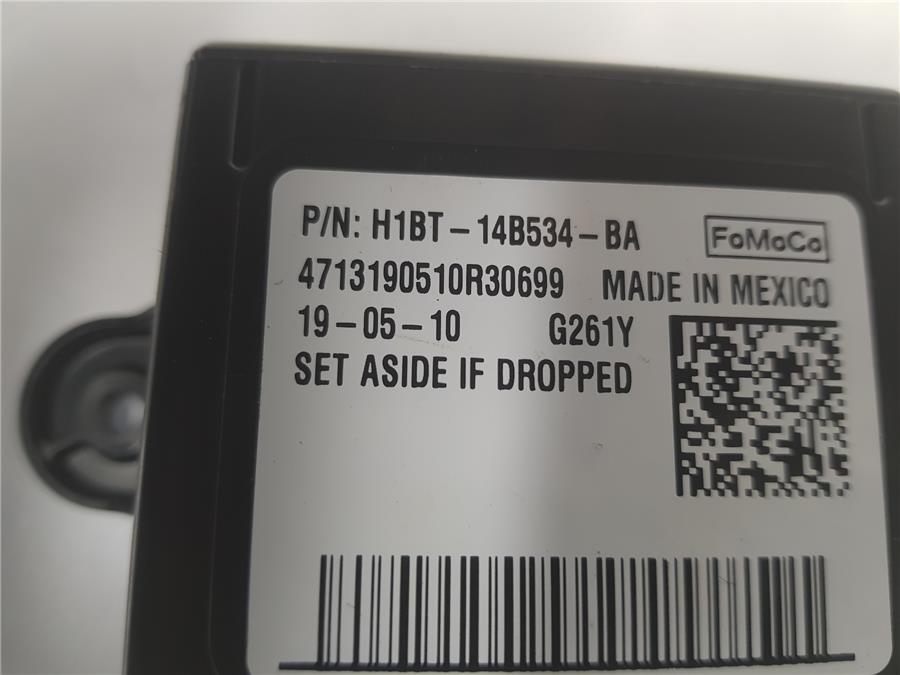 P/N: H1BT-14B534-BA FoMoCo
4713190510R30699 MADE IN MEXICO
19-05-10 G261Y
SET ASIDE IF DROPPED